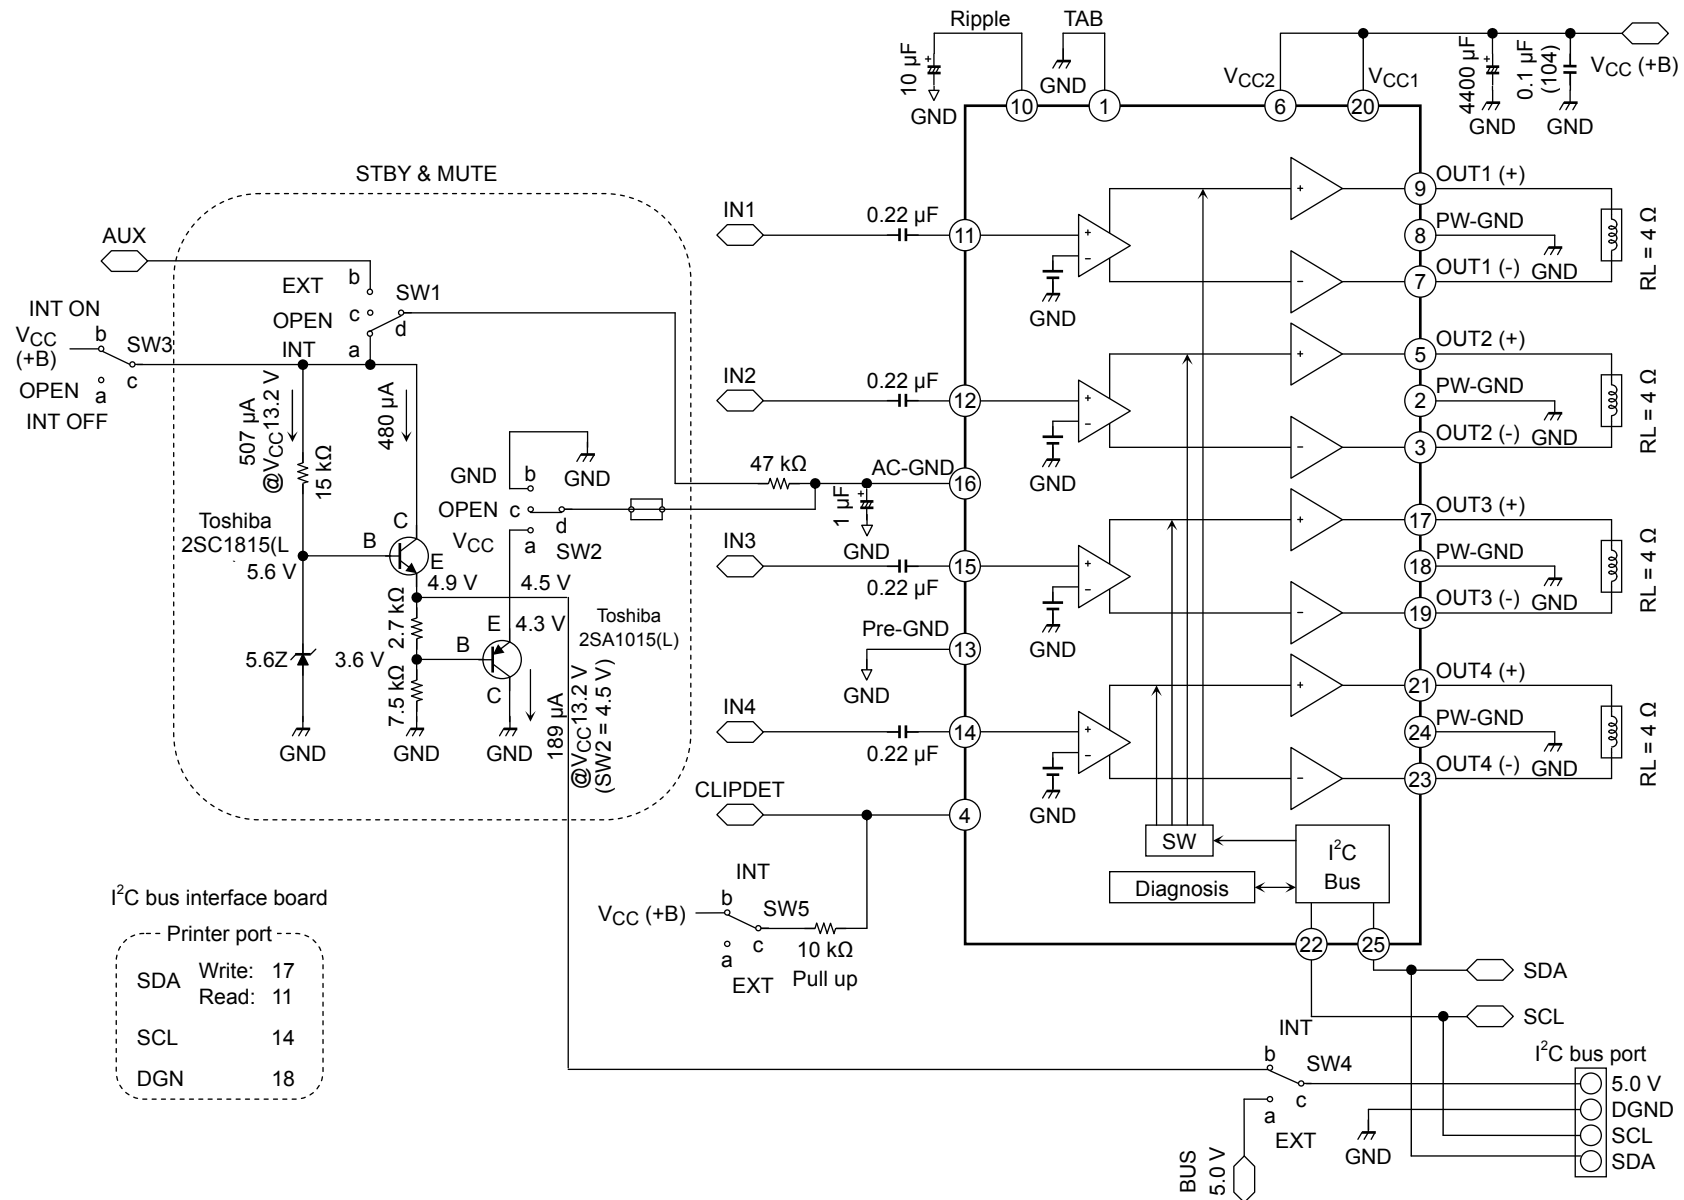 Ripple
TAB
10 µF
+
GND
GND
VCC2
VCC1
4400 µF
+
0.1 µF
(104)
VCC (+B)
GND
GND
10
1
6
20
STBY & MUTE
AUX
EXT
b
SW1
c
OPEN
d
INT
a
INT ON
VCC
(+B)
b
SW3
OPEN
a
c
INT OFF
507 µA
@VCC13.2 V
15 kΩ
480 µA
GND
b
GND
OPEN
c
d
VCC
a
SW2
Toshiba
2SC1815(L
5.6 V
C
B
E
4.9 V
4.5 V
2.7 kΩ
E
4.3 V
Toshiba
2SA1015(L)
5.6Z
3.6 V
B
7.5 kΩ
C
GND
GND
GND
189 µA
@VCC13.2 V
(SW2 = 4.5 V)
47 kΩ
AC-GND
16
1 µF
+
GND
IN1
0.22 µF
11
+
−
GND
IN2
0.22 µF
12
+
−
GND
IN3
0.22 µF
15
+
−
GND
Pre-GND
13
GND
IN4
0.22 µF
14
+
−
GND
CLIPDET
4
+
9
OUT1 (+)
8
PW-GND
GND
−
7
OUT1 (-)
RL = 4 Ω
+
5
OUT2 (+)
2
PW-GND
GND
−
3
OUT2 (-)
RL = 4 Ω
+
17
OUT3 (+)
18
PW-GND
GND
−
19
OUT3 (-)
RL = 4 Ω
+
21
OUT4 (+)
24
PW-GND
GND
−
23
OUT4 (-)
RL = 4 Ω
SW
I2C
Bus
Diagnosis
22
25
INT
b
VCC (+B)
SW5
a
c
10 kΩ
EXT
Pull up
SDA
SCL
INT
b
SW4
a
c
EXT
BUS
5.0 V
GND
I2C bus port
5.0 V
DGND
SCL
SDA
I2C bus interface board
Printer port
SDA
Write: 17
Read: 11
SCL 14
DGN 18